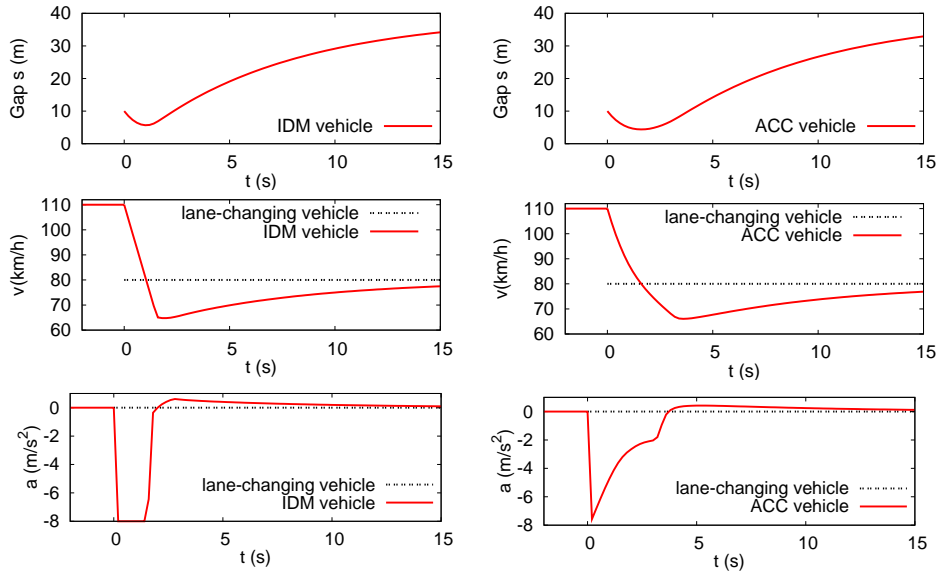 40
30
20
10
0
Gap s (m)
IDM vehicle
0 5 10 15
t (s)
40
30
20
10
0
Gap s (m)
ACC vehicle
0 5 10 15
t (s)
110
100
90
80
70
60
v(km/h)
lane-changing vehicle
IDM vehicle
0 5 10 15
t (s)
110
100
90
80
70
60
v(km/h)
lane-changing vehicle
ACC vehicle
0 5 10 15
t (s)
0
-2
-4
-6
-8
a (m/s²)
lane-changing vehicle
IDM vehicle
0 5 10 15
t (s)
0
-2
-4
-6
-8
a (m/s²)
lane-changing vehicle
ACC vehicle
0 5 10 15
t (s)